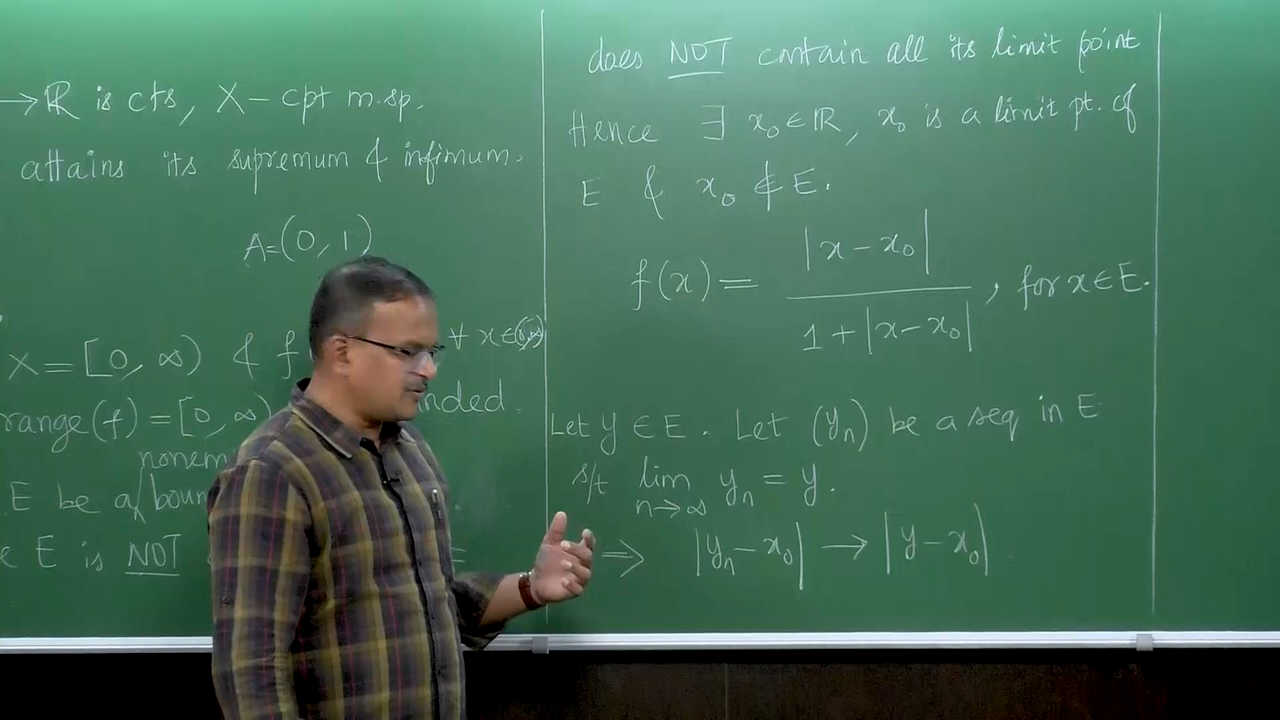 → ℝ is cts, X - cpt m.sp.
attains its supremum & infimum.
A=(0,1)
X = [0, ∞) & f ∀ x∈
range(f) = [0, ∞)
nonem
E be a boun
E is NOT
does NOT contain all its limit point
Hence ∃ x₀ ∈ ℝ, x₀ is a limit pt. of
E & x₀ ∉ E.
f(x) = |x - x₀| / 1 + |x - x₀| , for x ∈ E.
Let y ∈ E. Let (yₙ) be a seq in E
s/t lim n→∞ yₙ = y.
⇒ |yₙ - x₀| → |y - x₀|